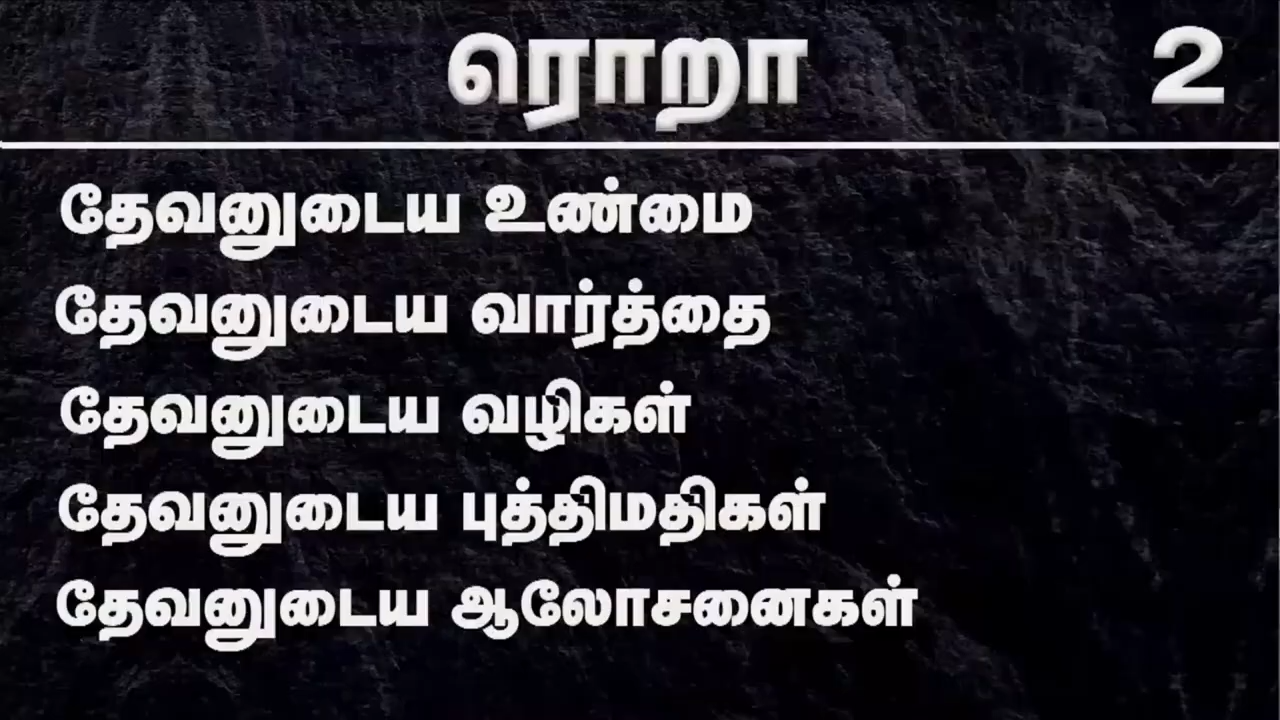 ரொறா 2
தேவனுடைய உண்மை
தேவனுடைய வார்த்தை
தேவனுடைய வழிகள்
தேவனுடைய புத்திமதிகள்
தேவனுடைய ஆலோசனைகள்